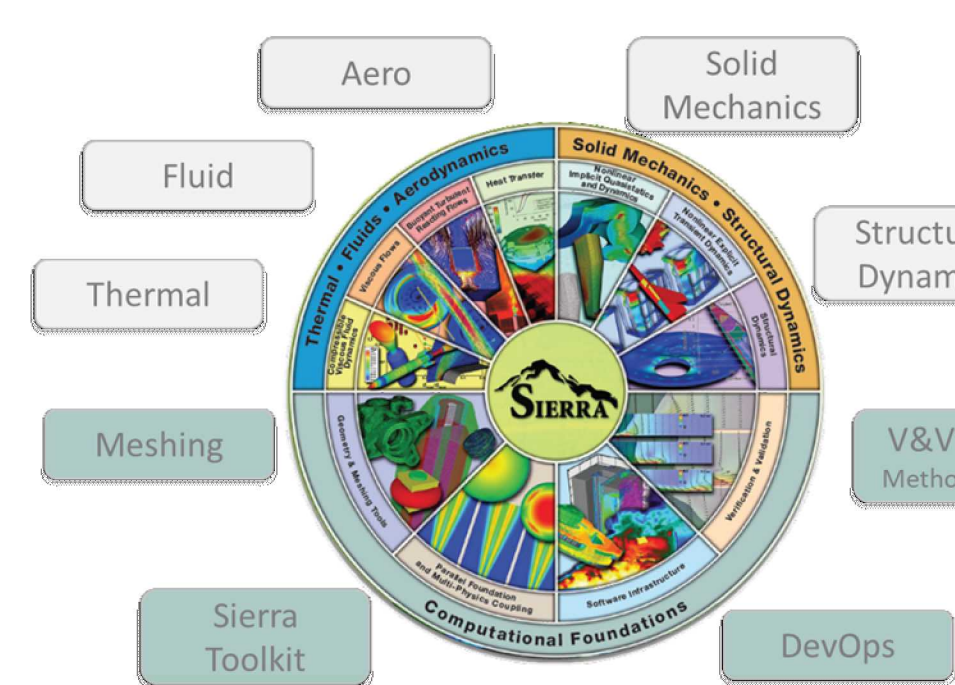 Aero
Solid
Mechanics
Fluid
Structu
Dynam
Thermal
Meshing
V&V
Metho
Sierra
Toolkit
DevOps
Thermal • Fluids • Aerodynamics
Solid Mechanics • Structural Dynamics
Computational Foundations
Compressible
Viscous Fluid
Dynamics
Viscous Flows
Buoyant Turbulent
Reacting Flows
Heat Transfer
Nonlinear
Implicit Quasistatics
and Dynamics
Nonlinear Explicit
Transient Dynamics
Structural
Dynamics
Verification & Validation
Software Infrastructure
Parallel Foundation
and Multi-Physics Coupling
Geometry & Meshing Tools
SIERRA